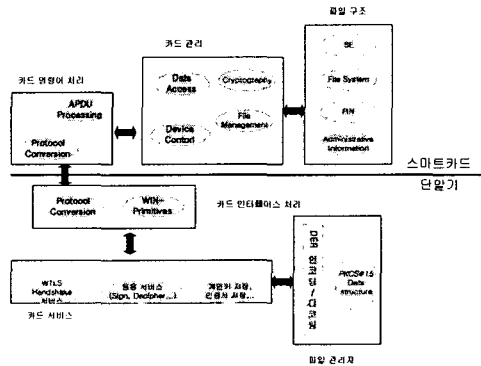 파일 구조
카드 관리
SE
카드 명령어 처리
Data
Access
Cryptography
File System
APDU
Processing
PIN
Device
Control
File
Management
Protocol
Conversion
Administrative
Information
스마트카드
단말기
Protocol
Conversion
WIM-
Primitives
카드 인터페이스 처리
WTLS
Handshake
서비스
응용 서비스
(Sign, Decipher...)
개인키 저장,
인증서 저장...
DER 인코딩 / 디코딩
PKCS#15
Data
structure
카드 서비스
파일 관리자